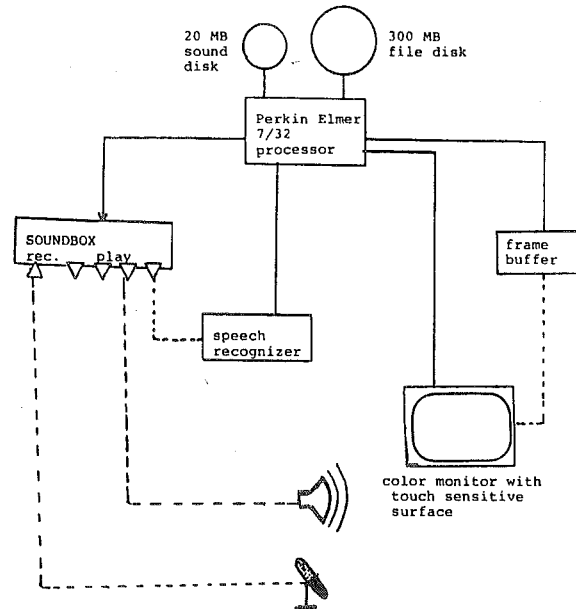 20 MB
sound
disk
300 MB
file disk
Perkin Elmer
7/32
processor
SOUNDBOX
rec. play
frame
buffer
speech
recognizer
color monitor with
touch sensitive
surface